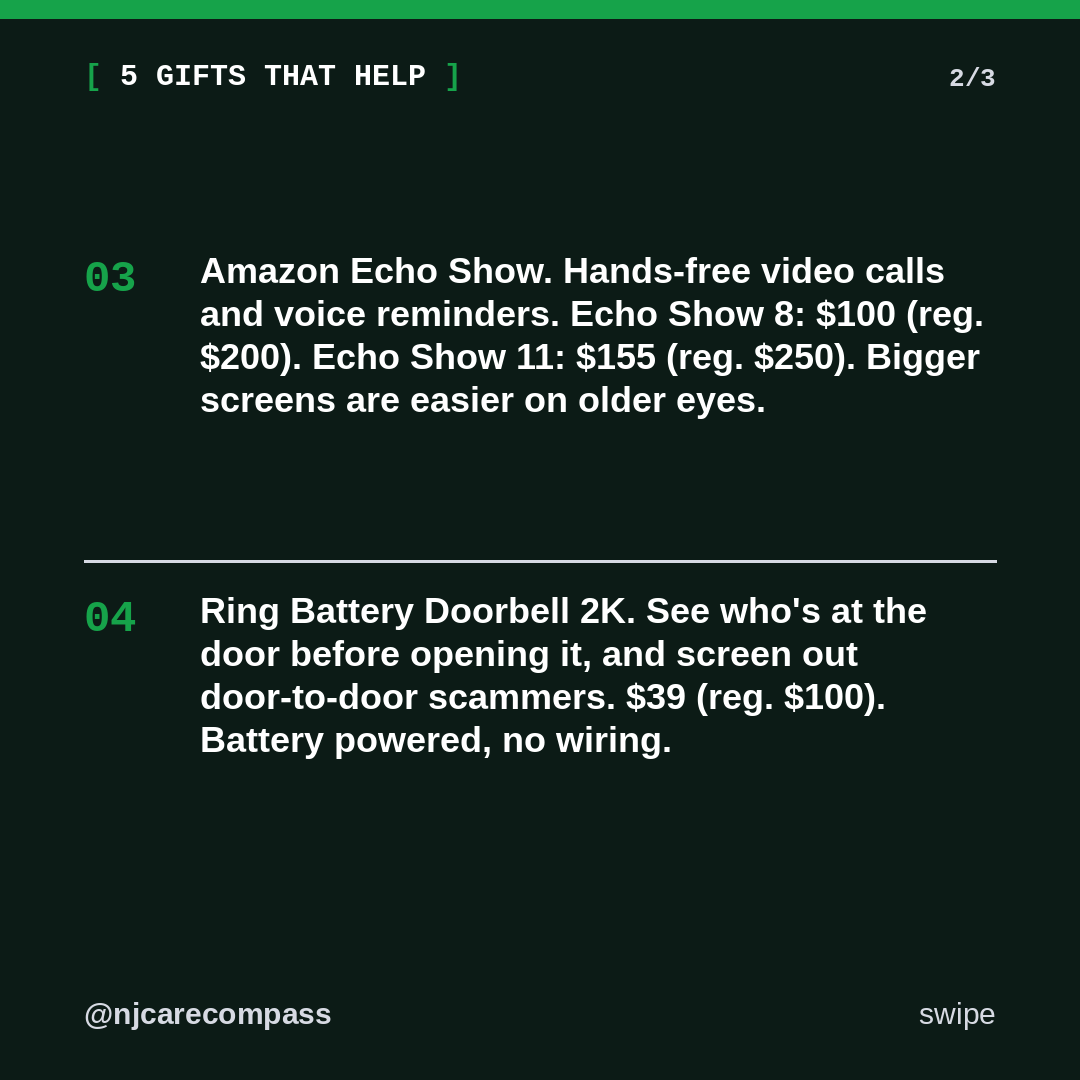 [ 5 GIFTS THAT HELP ]
2/3
03
Amazon Echo Show. Hands-free video calls
and voice reminders. Echo Show 8: $100 (reg.
$200). Echo Show 11: $155 (reg. $250). Bigger
screens are easier on older eyes.
04
Ring Battery Doorbell 2K. See who's at the
door before opening it, and screen out
door-to-door scammers. $39 (reg. $100).
Battery powered, no wiring.
@njcarecompass
swipe